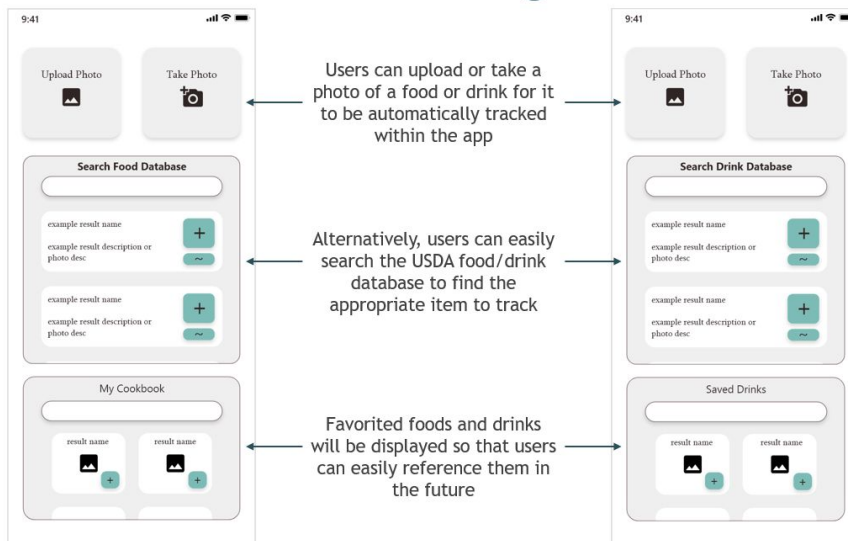 9:41
Upload Photo
Take Photo
Search Food Database
example result name
+
example result description or
photo desc
~
example result name
+
example result description or
photo desc
~
My Cookbook
result name
result name
+
+
Users can upload or take a
photo of a food or drink for it
to be automatically tracked
within the app
Alternatively, users can easily
search the USDA food/drink
database to find the
appropriate item to track
Favorited foods and drinks
will be displayed so that users
can easily reference them in
the future
9:41
Upload Photo
Take Photo
Search Drink Database
example result name
+
example result description or
photo desc
~
example result name
+
example result description or
photo desc
~
Saved Drinks
result name
result name
+
+